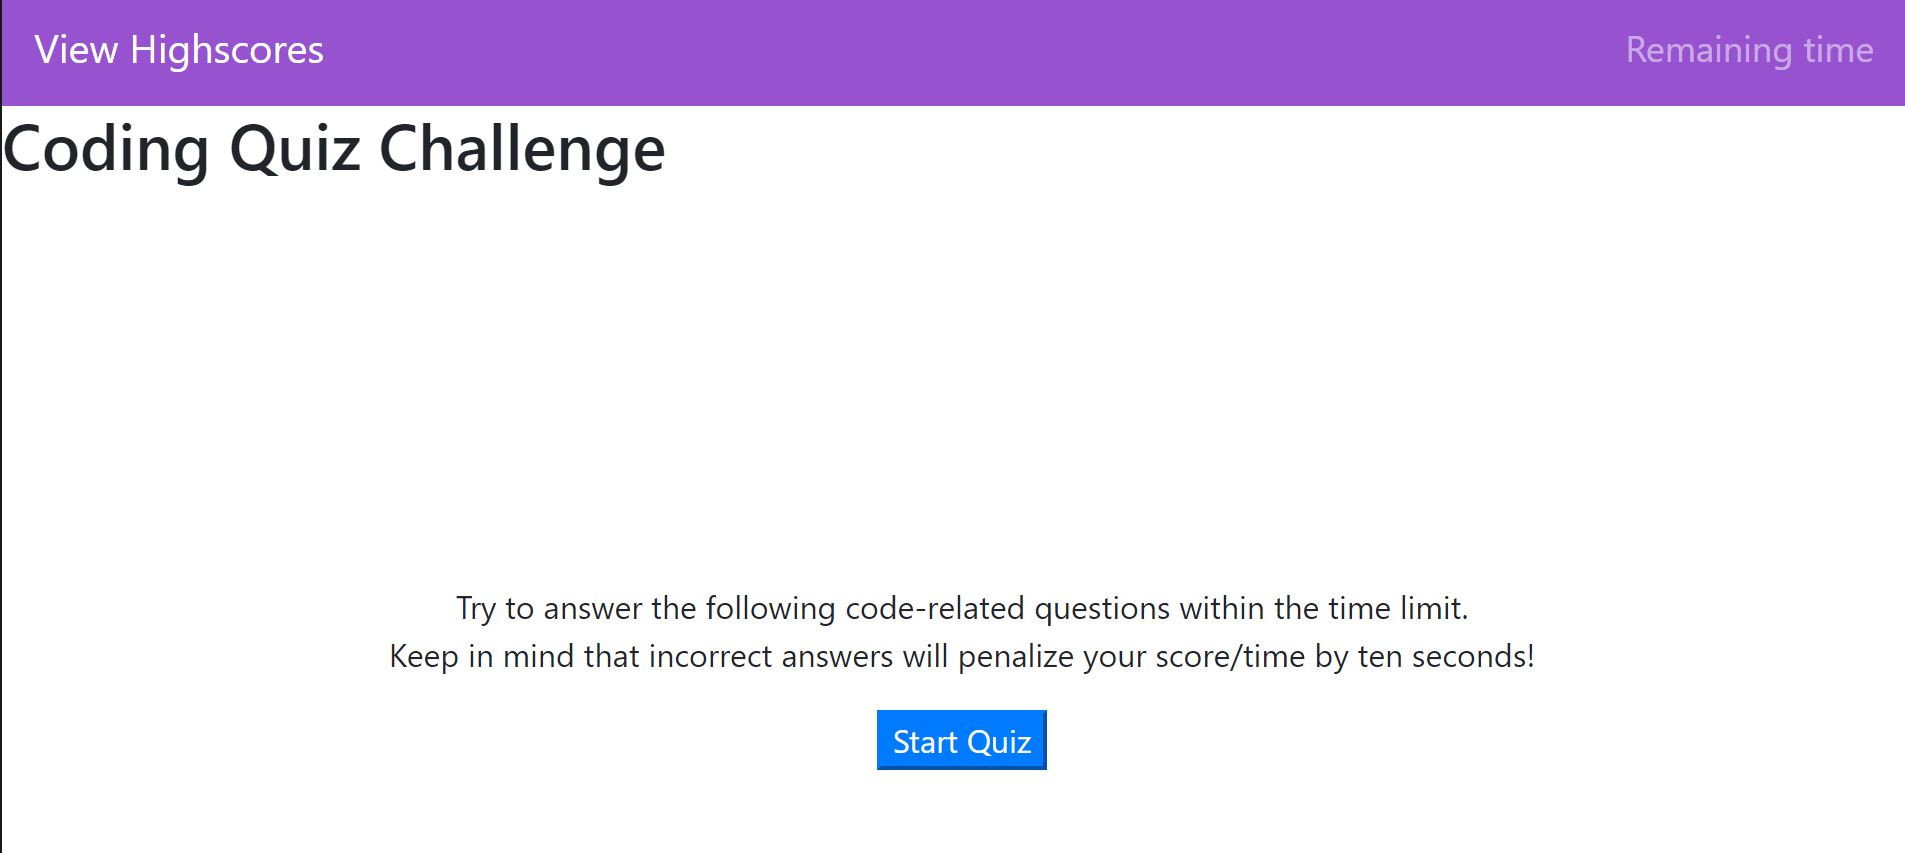 View Highscores
Remaining time
Coding Quiz Challenge
Try to answer the following code-related questions within the time limit.
Keep in mind that incorrect answers will penalize your score/time by ten seconds!
Start Quiz